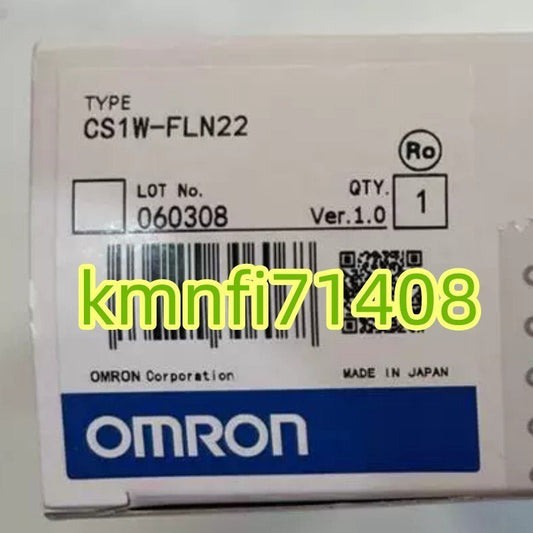 TYPE
CS1W-FLN22
Ro
LOT No. QTY.
060308 Ver.1.0 1
kmnfi71408
OMRON Corporation MADE IN JAPAN
OMRON